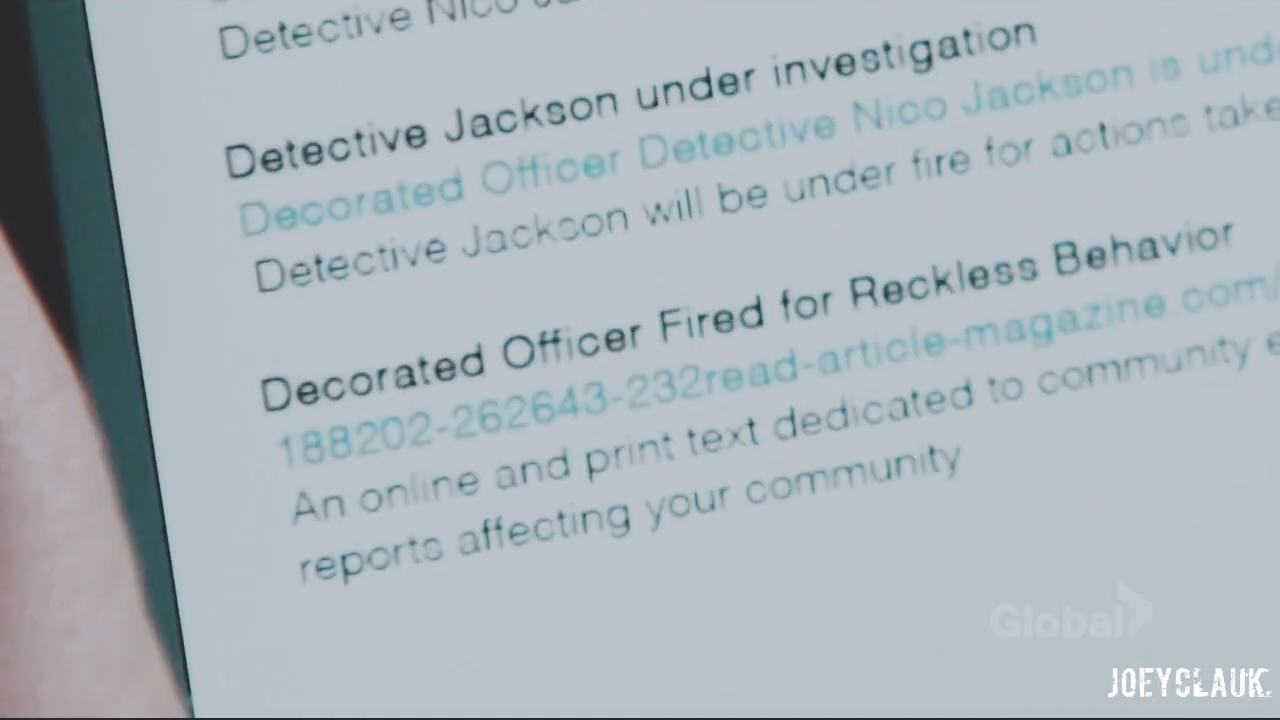 Detective Nico
Detective Jackson under investigation
Decorated Officer Detective Nico Jackson is
Detective Jackson will be under fire for actions
Decorated Officer Fired for Reckless Behavior
188202-262643-232read-article-magazine.com/
An online and print text dedicated to community
reports affecting your community
Global
JOEYCLAUK.